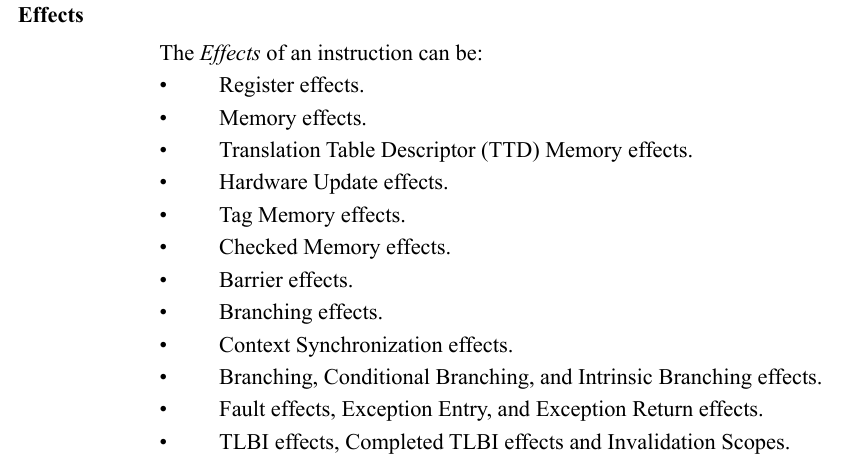 Effects
The Effects of an instruction can be:
• Register effects.
• Memory effects.
• Translation Table Descriptor (TTD) Memory effects.
• Hardware Update effects.
• Tag Memory effects.
• Checked Memory effects.
• Barrier effects.
• Branching effects.
• Context Synchronization effects.
• Branching, Conditional Branching, and Intrinsic Branching effects.
• Fault effects, Exception Entry, and Exception Return effects.
• TLBI effects, Completed TLBI effects and Invalidation Scopes.